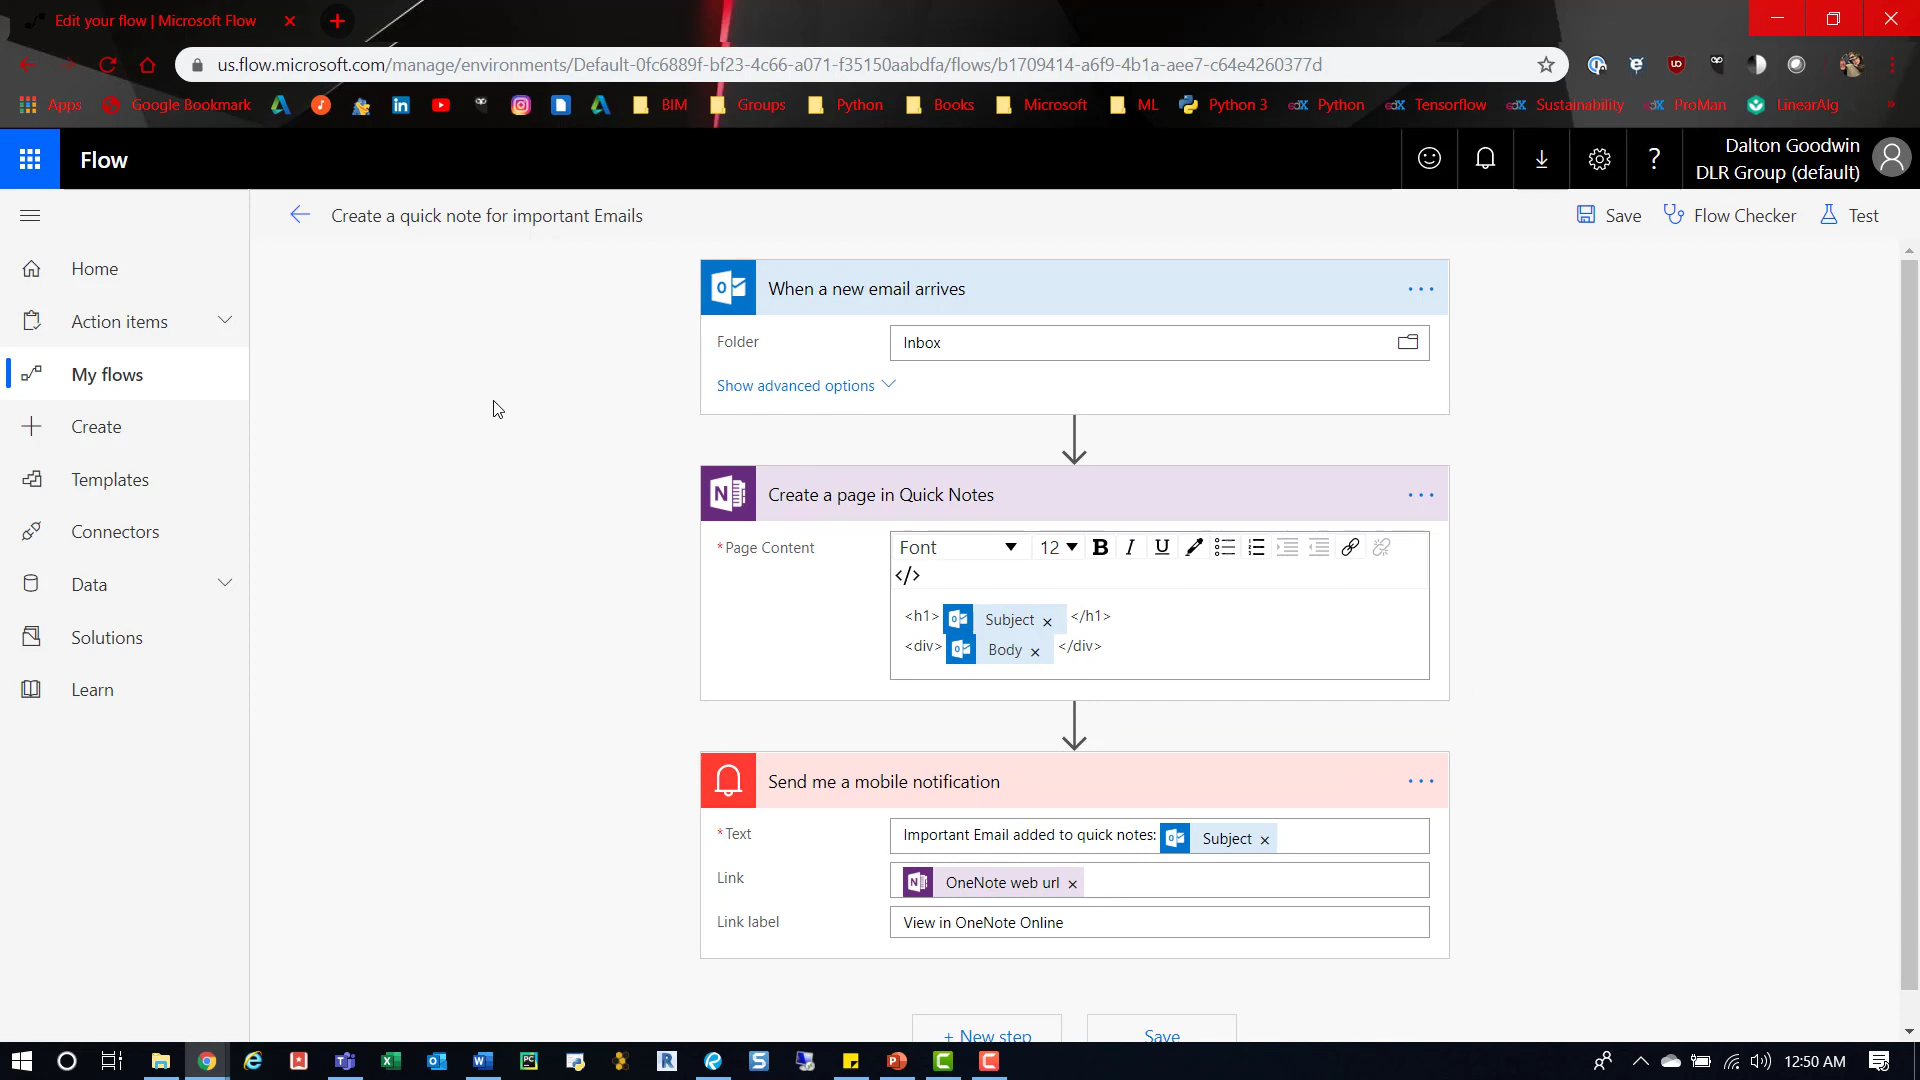 Edit your flow | Microsoft Flow
us.flow.microsoft.com/manage/environments/Default-0fc6889f-bf23-4c66-a071-f35150aabdfa/flows/b1709414-a6f9-4b1a-aee7-c64e4260377d
Apps Google Bookmark BIM Groups Python Books Microsoft ML Python 3 Python Tensorflow Sustainability ProMan LinearAlg »
Flow
Dalton Goodwin
DLR Group (default)
Create a quick note for important Emails
Save Flow Checker Test
Home
Action items
My flows
Create
Templates
Connectors
Data
Solutions
Learn
When a new email arrives
Folder Inbox
Show advanced options
Create a page in Quick Notes
*Page Content Font 12 B I U
</>
<h1> Subject × </h1>
<div> Body × </div>
Send me a mobile notification
*Text Important Email added to quick notes: Subject ×
Link OneNote web url ×
Link label View in OneNote Online
+ New step Save
12:50 AM